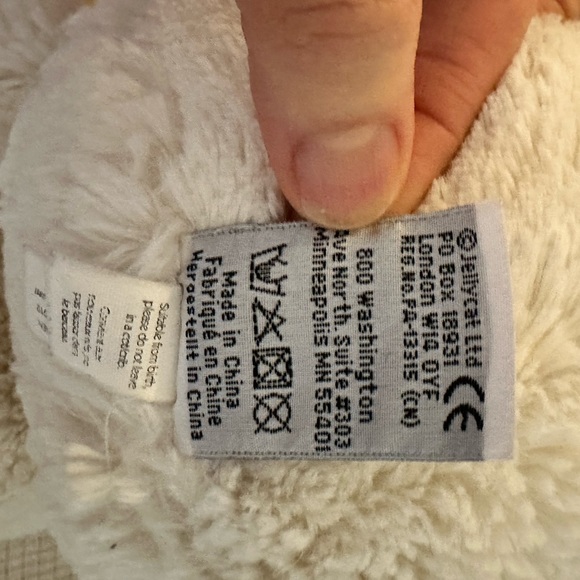 ©Jellycat Ltd
PO Box 18931
London W14 0YF
REG.No.PA-13315 (CN)
CE
800 Washington
Ave North Suite #303
Minneapolis MN 55401
Made in China
Fabriqué en Chine
Hergestellt in China
Suitable from birth,
please do not leave
in a cot/crib.